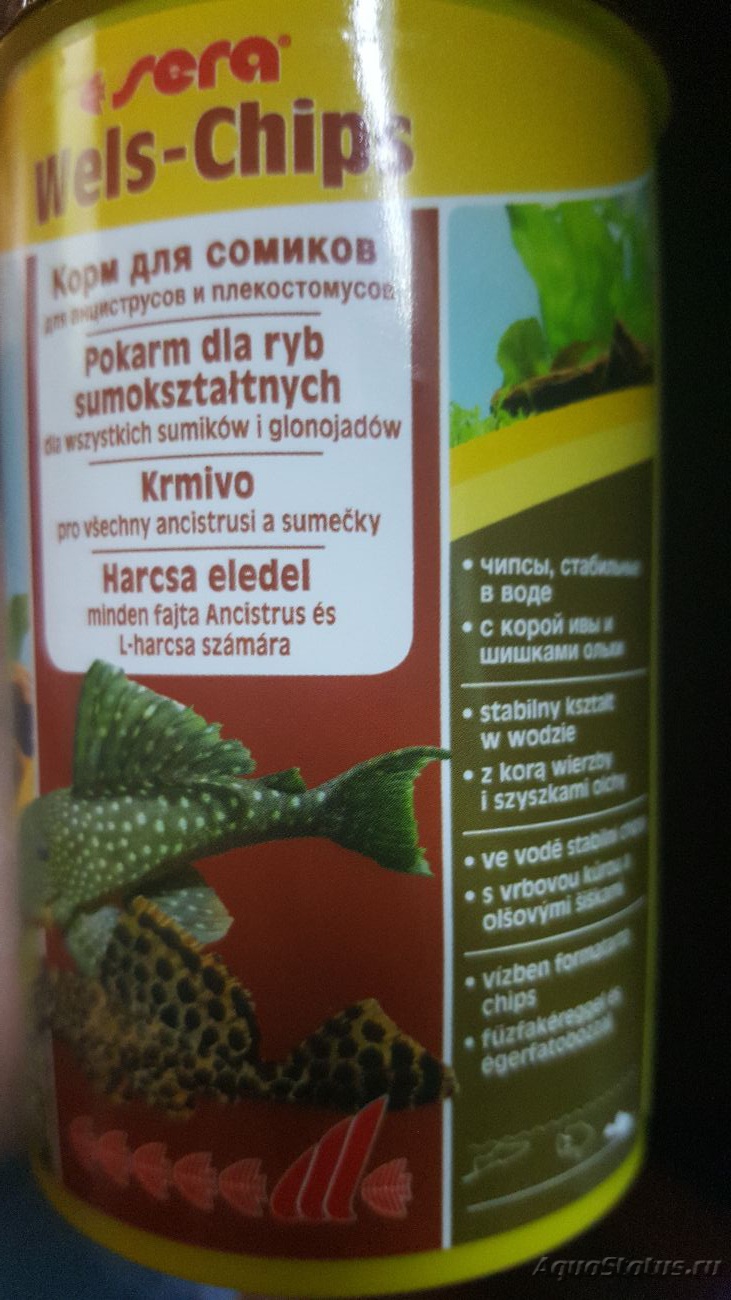 sera
Wels-Chips
Корм для сомиков
для анциструсов и плекостомусов
Pokarm dla ryb
sumokształtnych
dla wszystkich sumików i glonojadów
Krmivo
pro všechny ancistrusi a sumečky
Harcsa eledel
minden fajta Ancistrus és
L-harcsa számára
• чипсы, стабильные
в воде
• с корой ивы и
шишками ольхи
• stabilny kształt
w wodzie
• z korą wierzby
i szyszkami olchy
• ve vodě stabilní
• s vrbovou kůrou a
olšovými šiškami
• vízben
chips
• fűzfakéreggel és
AquaStatus.ru